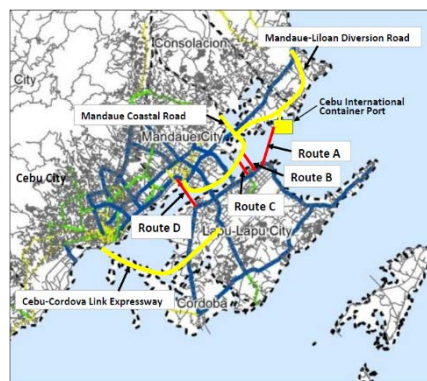 Mandaue-Liloan Diversion Road
Consolacion
City
Mandaue Coastal Road
Cebu International
Container Port
Mandaue City
Route A
Cebu City
Route B
Route C
Route D
Lapu-Lapu City
Cebu-Cordova Link Expressway
Cordoba